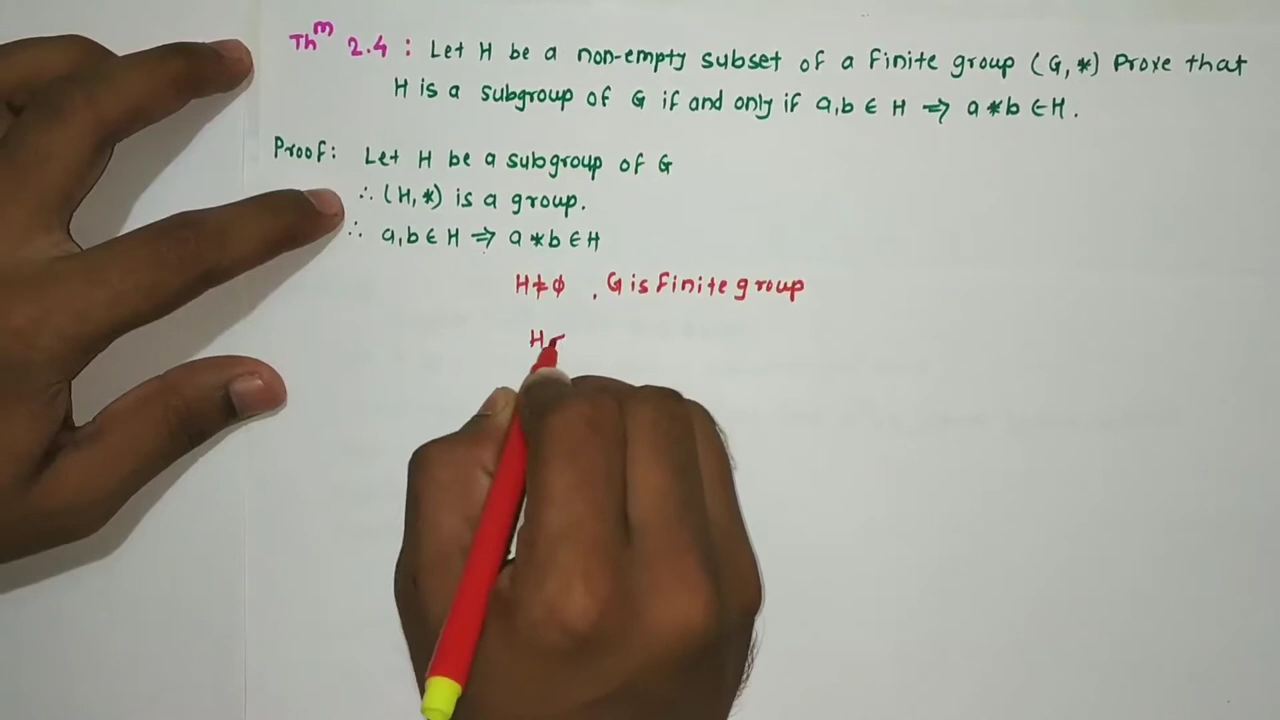 Thm 2.4 : Let H be a non-empty subset of a finite group (G, *) Prove that
H is a subgroup of G if and only if a,b ∈ H ⇒ a * b ∈ H.
Proof: Let H be a subgroup of G
∴ (H, *) is a group.
∴ a,b ∈ H ⇒ a * b ∈ H
H ≠ ϕ , G is finite group
H